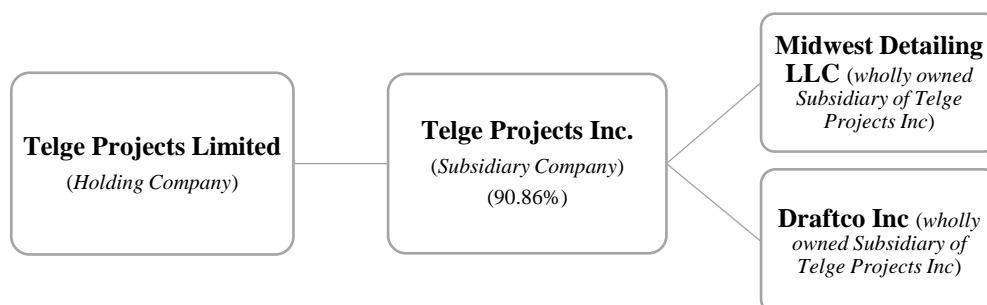 Telge Projects Limited
(Holding Company)
Telge Projects Inc.
(Subsidiary Company)
(90.86%)
Midwest Detailing
LLC (wholly owned
Subsidiary of Telge
Projects Inc)
Draftco Inc (wholly
owned Subsidiary of
Telge Projects Inc)